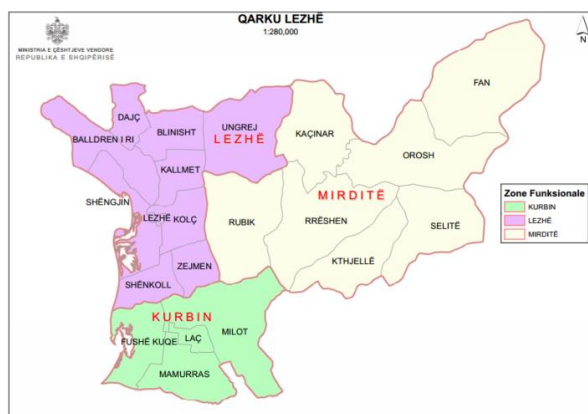 QARKU LEZHË
1:280,000
MINISTRIA E ÇËSHTJEVE VENDORE
REPUBLIKA E SHQIPËRISË
N
FAN
DAJÇ
UNGREJ
BLINISHT
KAÇINAR
BALLDREN I RI
LEZHË
OROSH
KALLMET
MIRDITË
SHËNGJIN
LEZHË
KOLÇ
RUBIK
RRËSHEN
SELITË
ZEJMEN
KTHJELLË
SHËNKOLL
KURBIN
MILOT
LAÇ
FUSHË KUQE
MAMURRAS
Zone Funksionale
KURBIN
LEZHË
MIRDITË